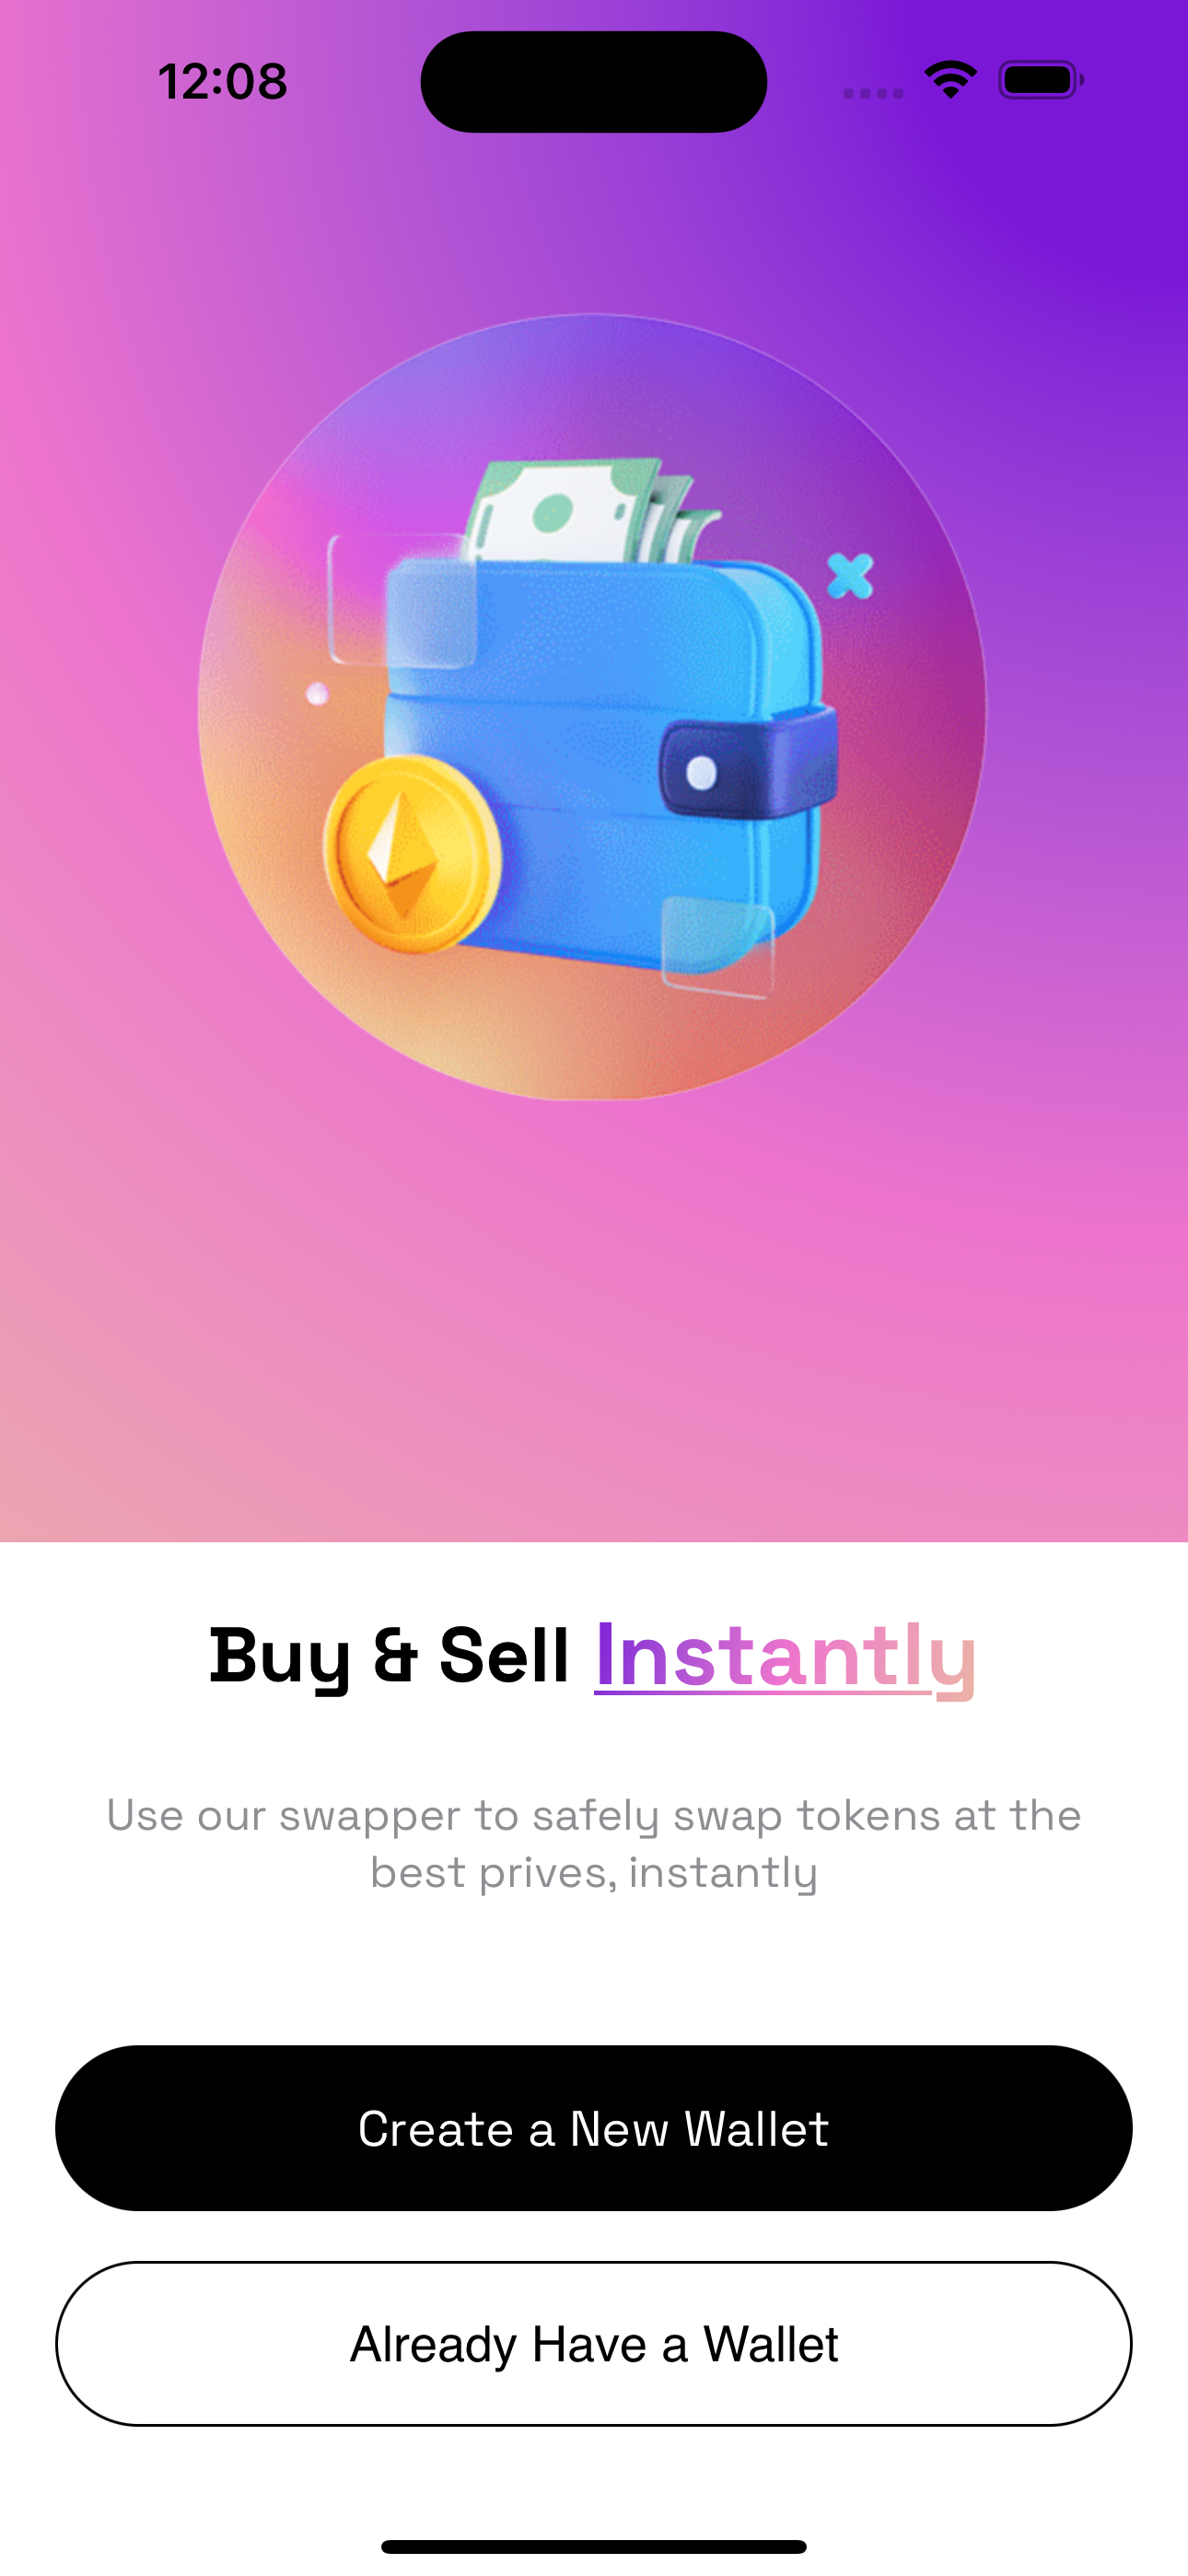 12:08
Buy & Sell Instantly
Use our swapper to safely swap tokens at the
best prives, instantly
Create a New Wallet
Already Have a Wallet